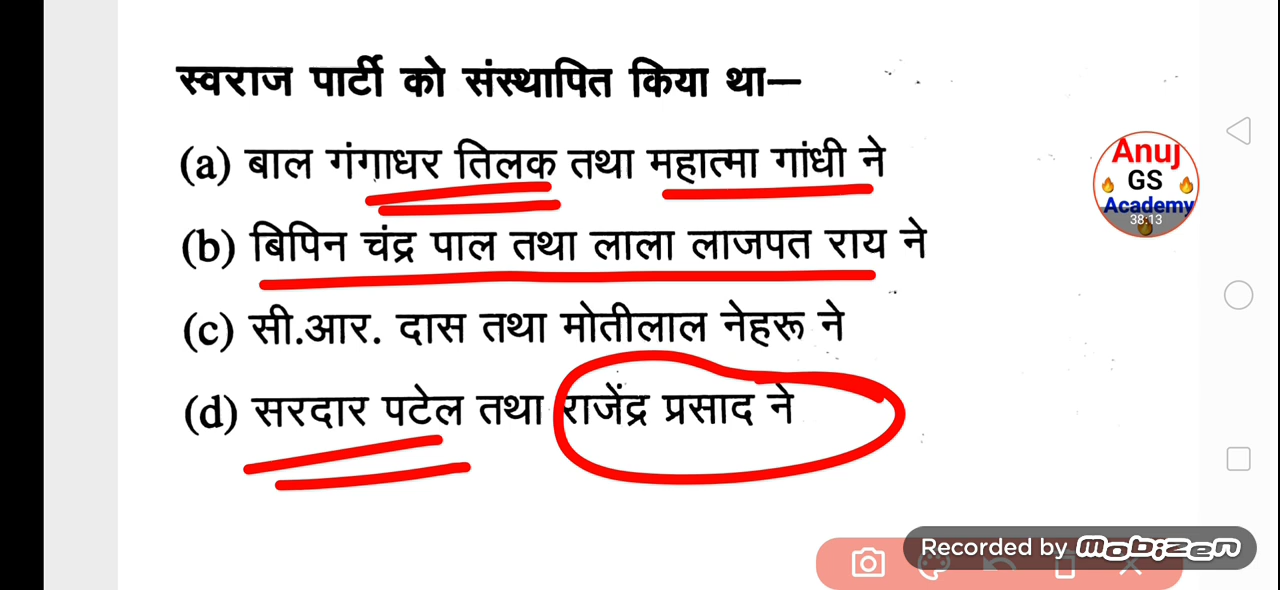 स्वराज पार्टी को संस्थापित किया था—
(a) बाल गंगाधर तिलक तथा महात्मा गांधी ने
(b) बिपिन चंद्र पाल तथा लाला लाजपत राय ने
(c) सी.आर. दास तथा मोतीलाल नेहरू ने
(d) सरदार पटेल तथा राजेंद्र प्रसाद ने
Anuj
GS
Academy
38:13
Recorded by Mobizen